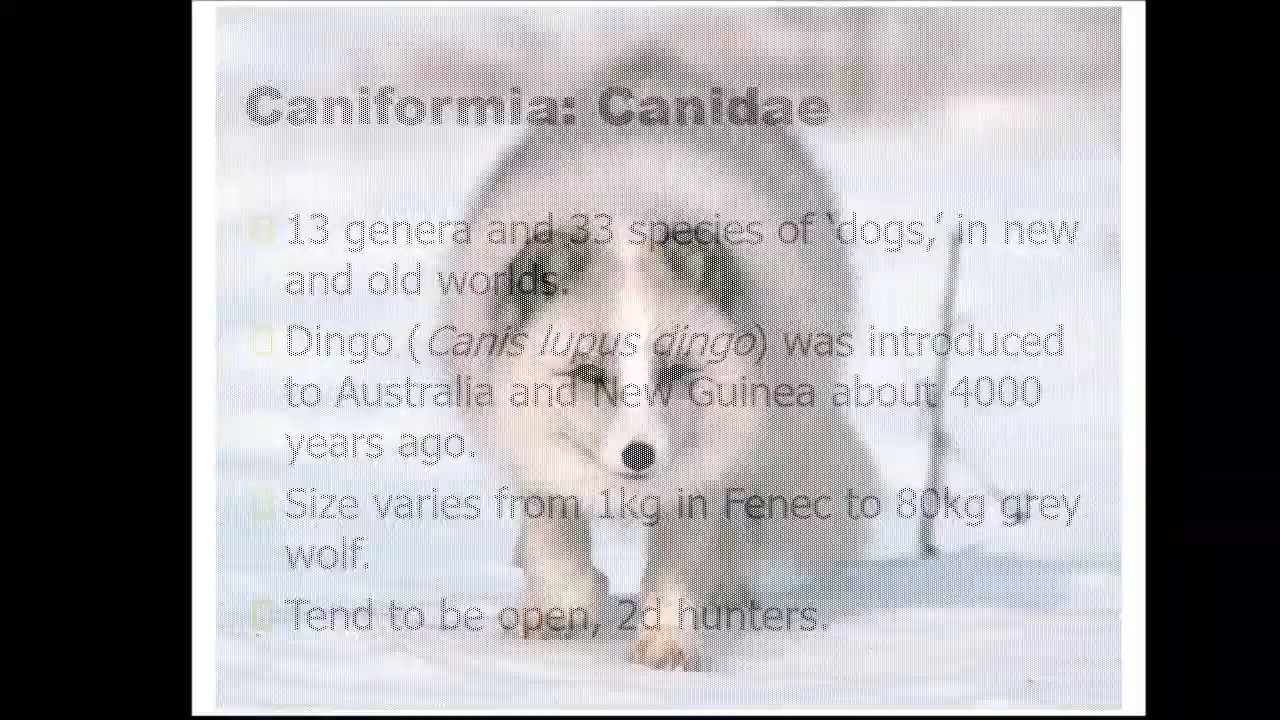 Caniformia: Canidae
13 genera and 33 species of 'dogs,' in new
and old worlds.
Dingo (Canis lupus dingo) was introduced
to Australia and New Guinea about 4000
years ago.
Size varies from 1kg in Fenec to 80kg grey
wolf.
Tend to be open, 2d hunters.